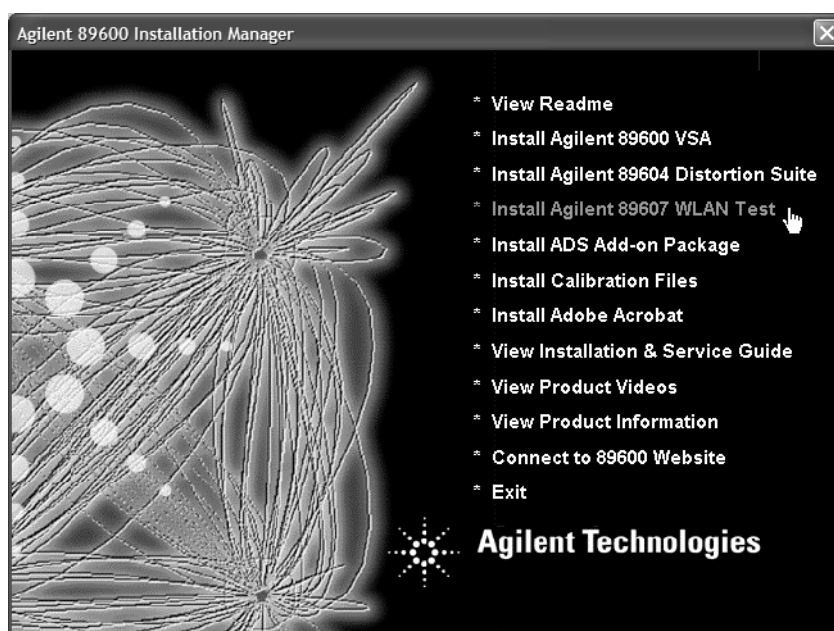 Agilent 89600 Installation Manager
* View Readme
* Install Agilent 89600 VSA
* Install Agilent 89604 Distortion Suite
* Install Agilent 89607 WLAN Test
* Install ADS Add-on Package
* Install Calibration Files
* Install Adobe Acrobat
* View Installation & Service Guide
* View Product Videos
* View Product Information
* Connect to 89600 Website
* Exit
Agilent Technologies